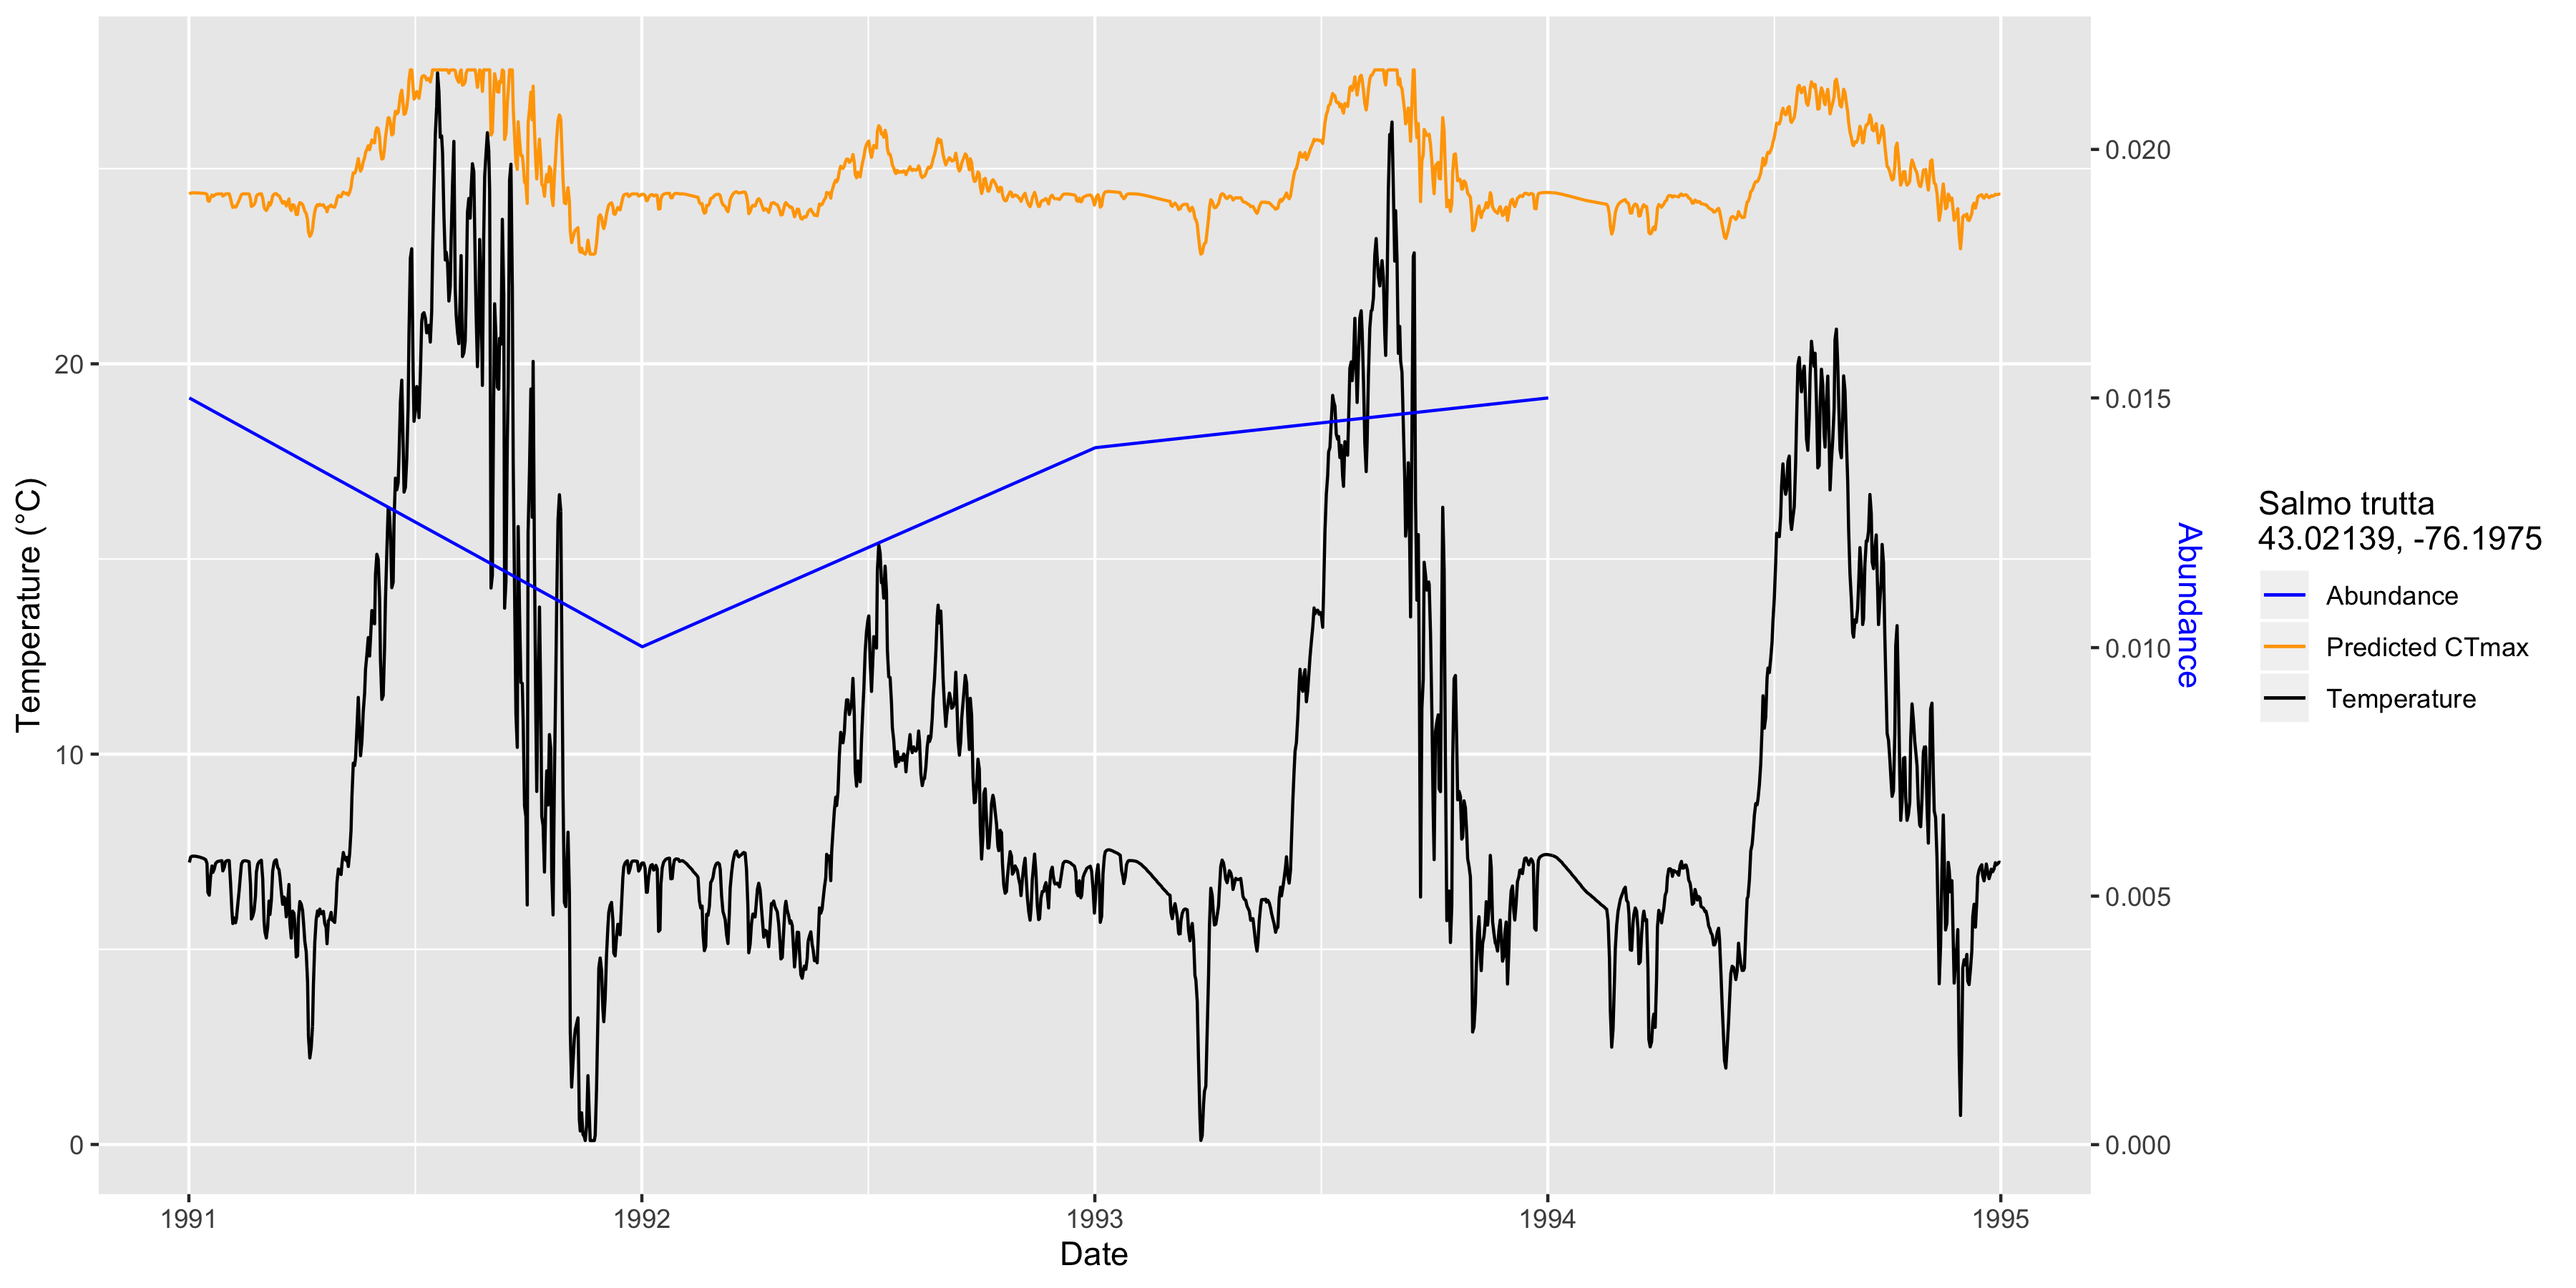 20
10
0
Temperature (°C)
0.020
0.015
0.010
0.005
0.000
Abundance
1991
1992
1993
1994
1995
Date
Salmo trutta
43.02139, -76.1975
Abundance
Predicted CTmax
Temperature